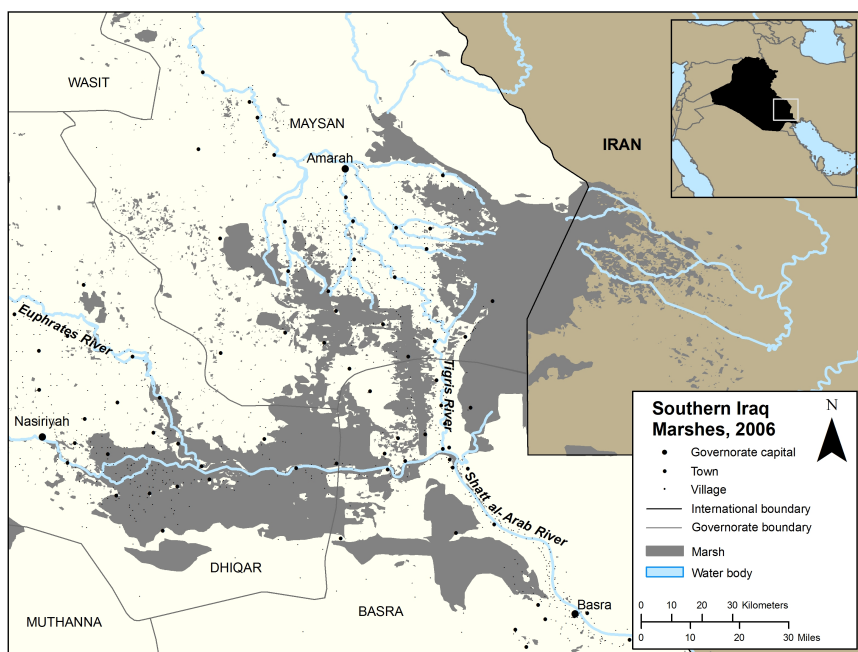 WASIT
MAYSAN
Amarah
IRAN
Euphrates River
Tigris River
Nasiriyah
Shatt al-Arab River
DHIQAR
BASRA
Basra
MUTHANNA
Southern Iraq
Marshes, 2006
N
Governorate capital
Town
Village
International boundary
Governorate boundary
Marsh
Water body
0 10 20 30 Kilometers
0 10 20 30 Miles